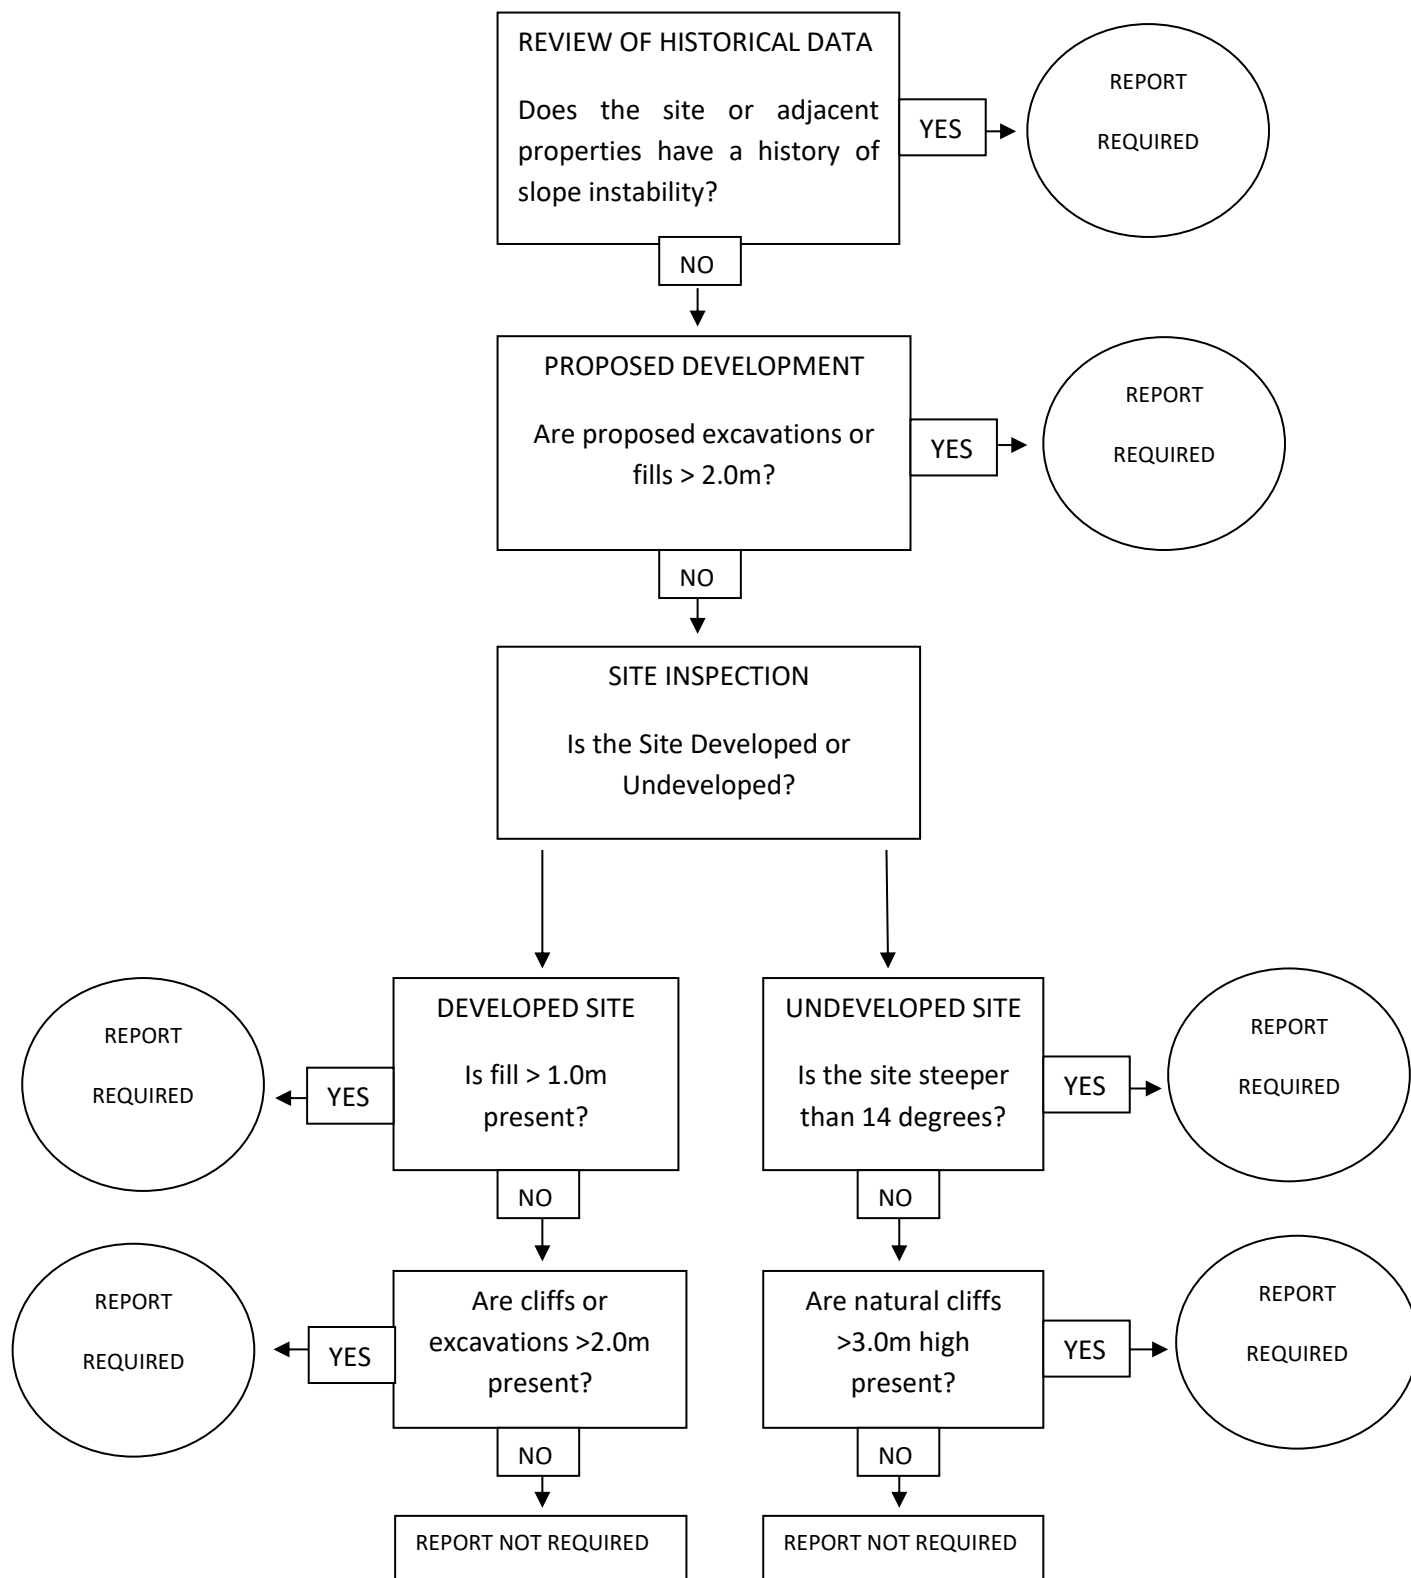 REVIEW OF HISTORICAL DATA
Does the site or adjacent
properties have a history of
slope instability?
YES
REPORT
REQUIRED
NO
PROPOSED DEVELOPMENT
Are proposed excavations or
fills > 2.0m?
YES
REPORT
REQUIRED
NO
SITE INSPECTION
Is the Site Developed or
Undeveloped?
DEVELOPED SITE
Is fill > 1.0m
present?
YES
REPORT
REQUIRED
NO
Are cliffs or
excavations >2.0m
present?
YES
REPORT
REQUIRED
NO
REPORT NOT REQUIRED
UNDEVELOPED SITE
Is the site steeper
than 14 degrees?
YES
REPORT
REQUIRED
NO
Are natural cliffs
>3.0m high
present?
YES
REPORT
REQUIRED
NO
REPORT NOT REQUIRED